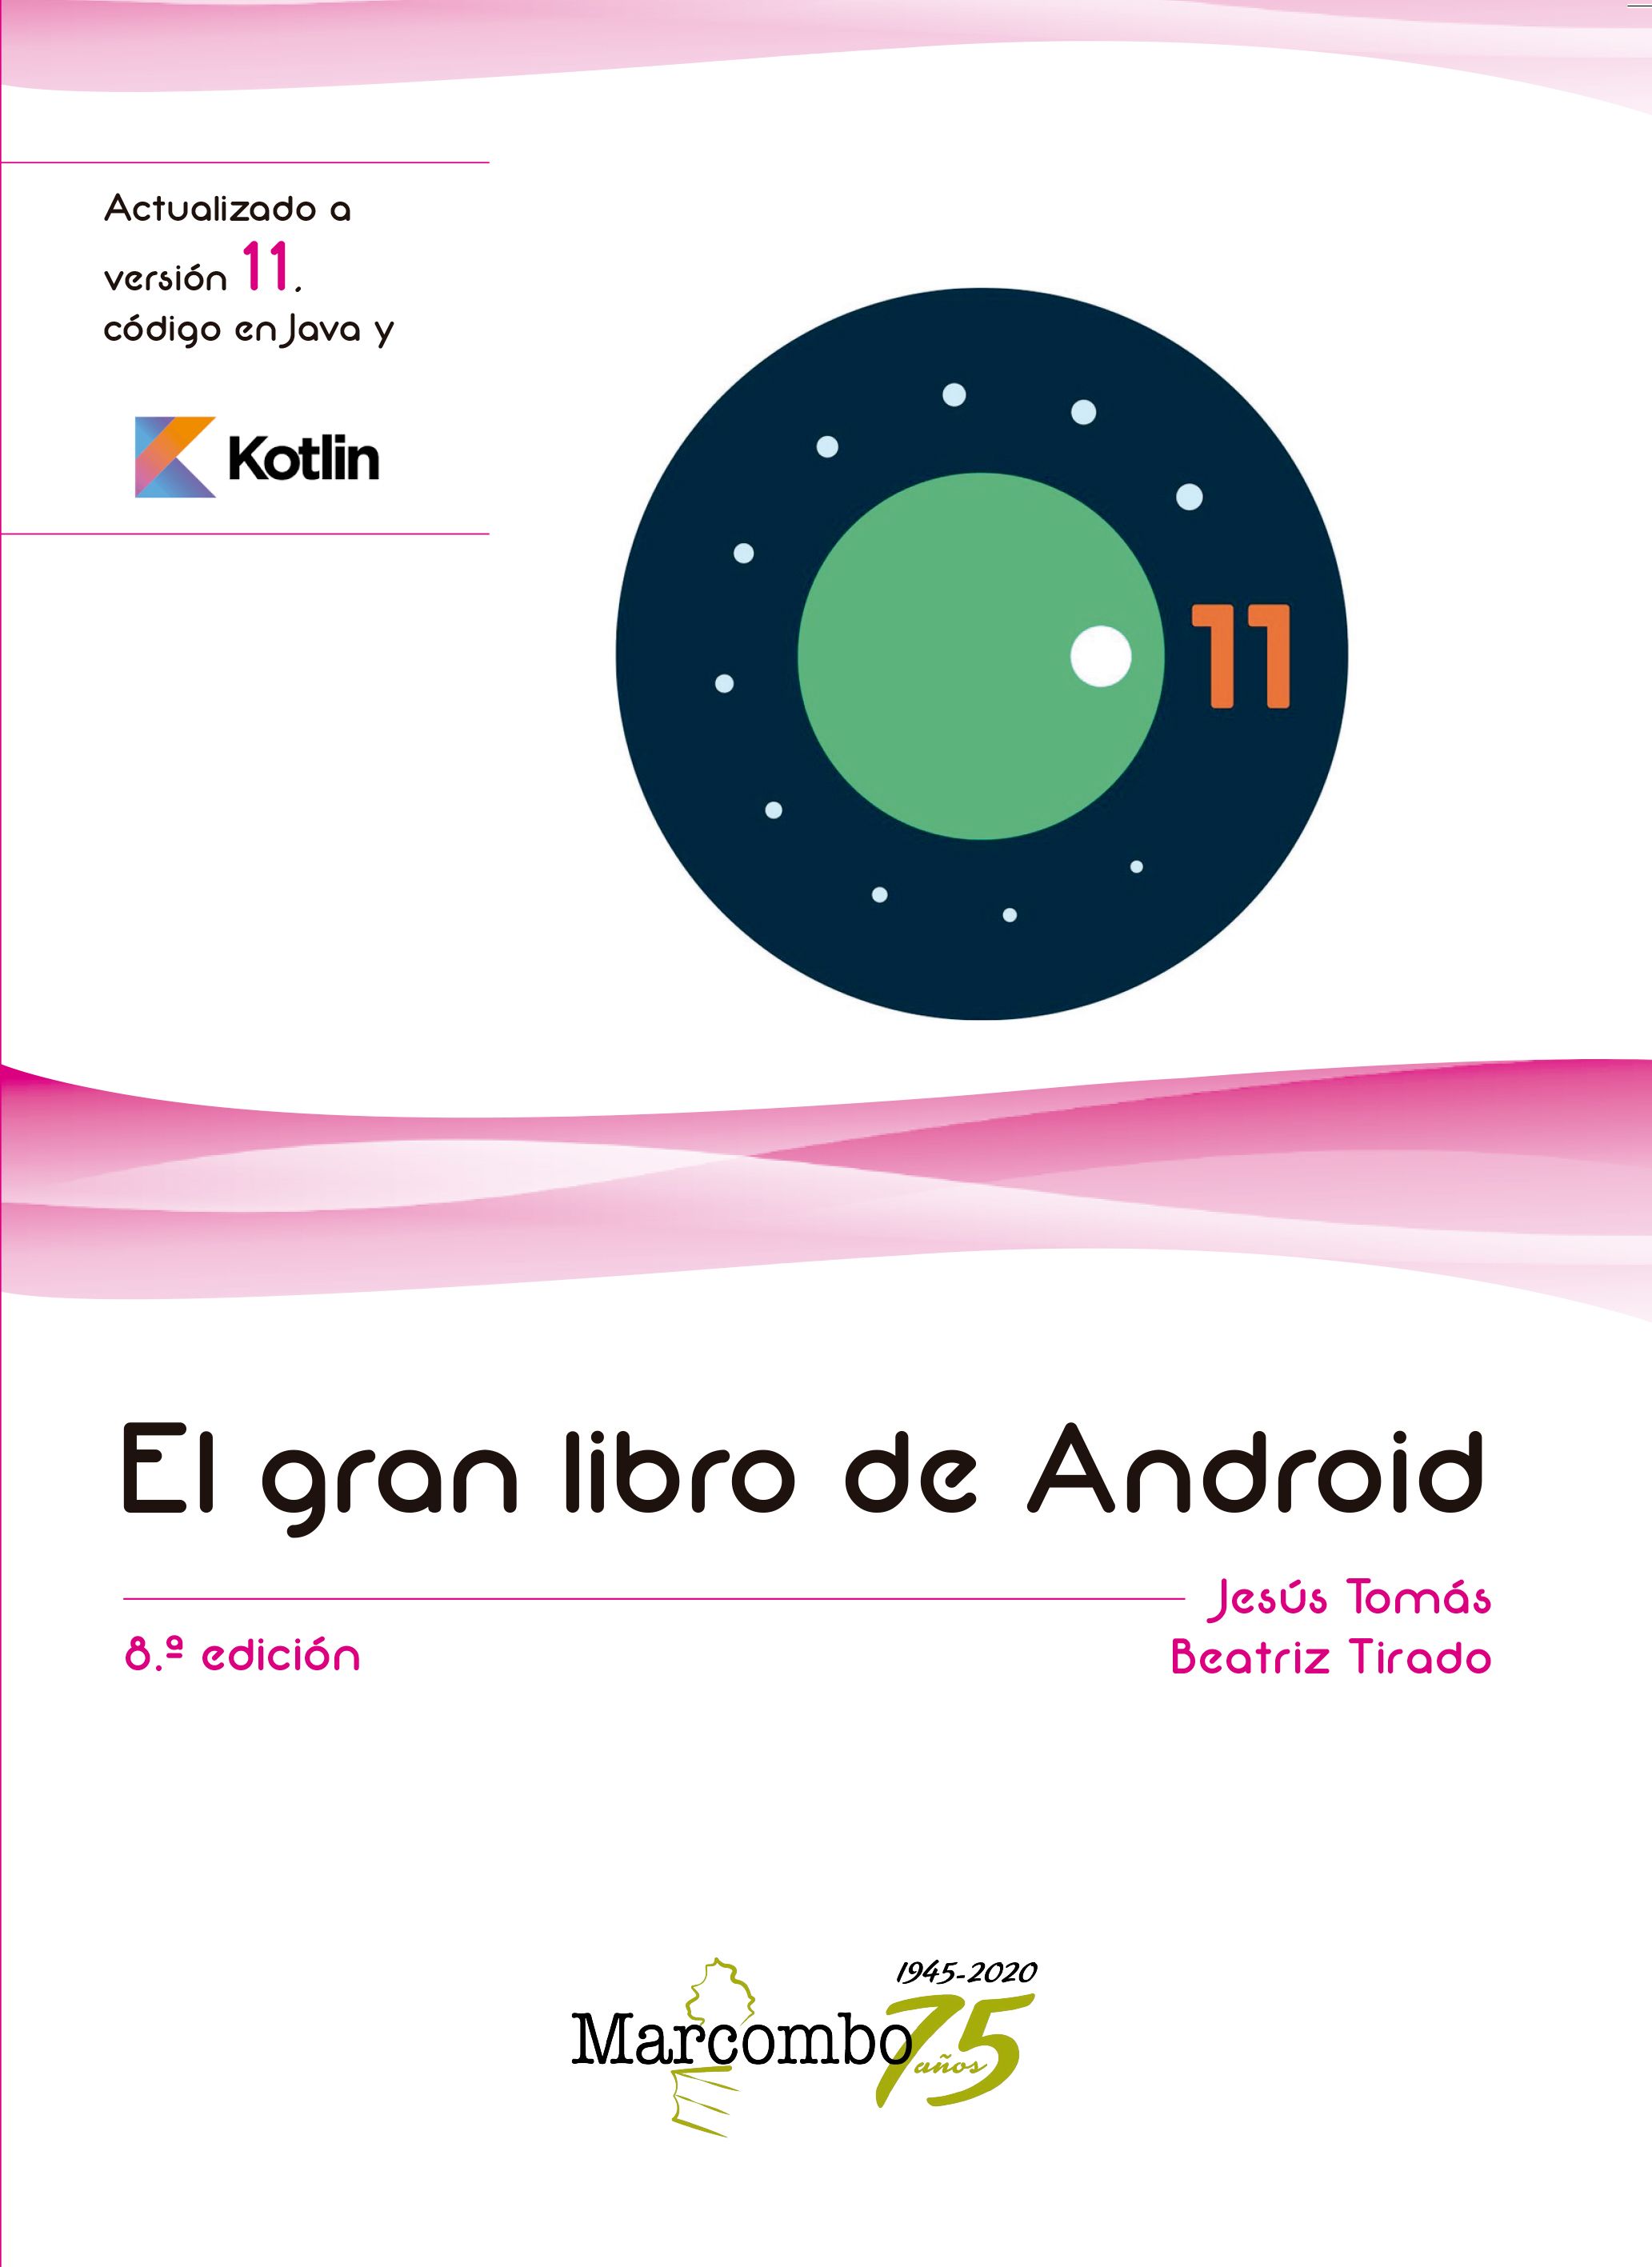 Actualizado a
versión 11.
código en Java y
Kotlin
11
El gran libro de Android
Jesús Tomás
8.ª edición
Beatriz Tirado
1945-2020
Marcombo 75
años